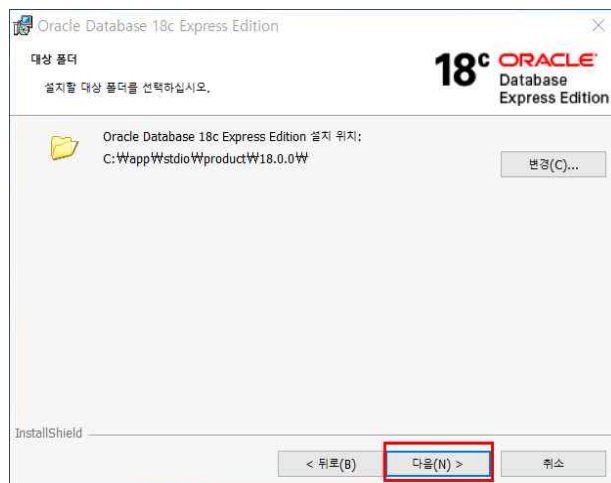 Oracle Database 18c Express Edition
대상 폴더
설치할 대상 폴더를 선택하십시오.
18c ORACLE
Database
Express Edition
Oracle Database 18c Express Edition 설치 위치:
C:₩app₩stdio₩product₩18.0.0₩
변경(C)...
InstallShield
< 뒤로(B) 다음(N) > 취소